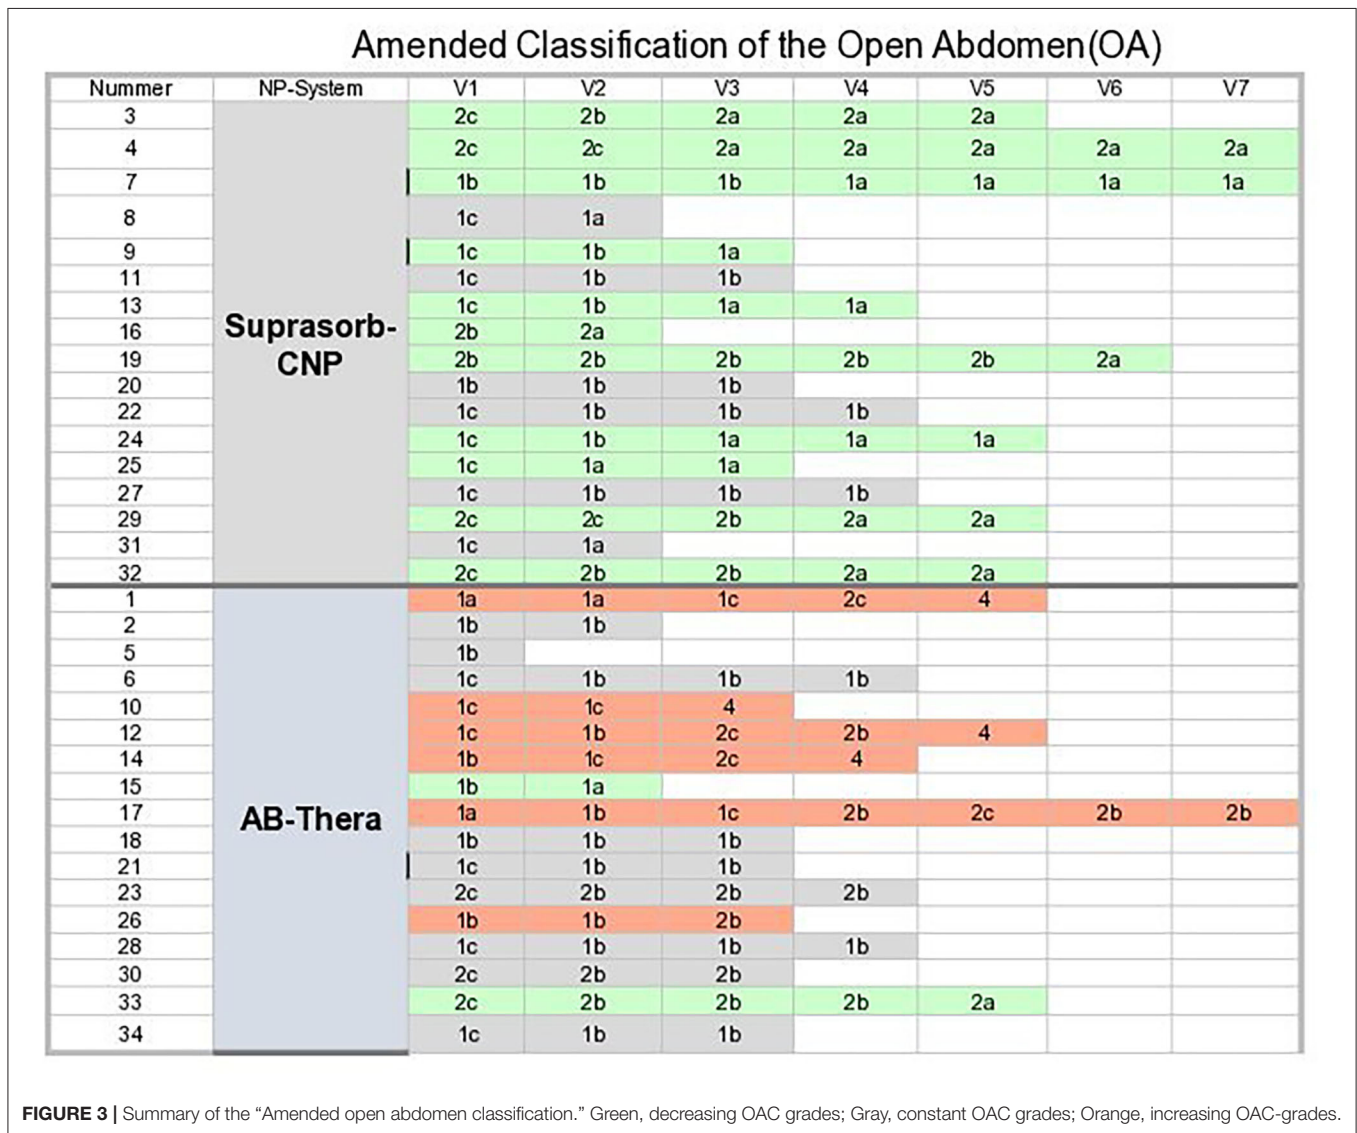 Amended Classification of the Open Abdomen(OA)
Nummer NP-System V1 V2 V3 V4 V5 V6 V7
3 2c 2b 2a 2a 2a
4 2c 2c 2a 2a 2a 2a 2a
7 1b 1b 1b 1a 1a 1a 1a
8 1c 1a
9 1c 1b 1a
11 1c 1b 1b
13 1c 1b 1a 1a
Suprasorb-
16 2b 2a
CNP
19 2b 2b 2b 2b 2b 2a
20 1b 1b 1b
22 1c 1b 1b 1b
24 1c 1b 1a 1a 1a
25 1c 1a 1a
27 1c 1b 1b 1b
29 2c 2c 2b 2a 2a
31 1c 1a
32 2c 2b 2b 2a 2a
1 1a 1a 1c 2c 4
2 1b 1b
5 1b
6 1c 1b 1b 1b
10 1c 1c 4
12 1c 1b 2c 2b 4
14 1b 1c 2c 4
15 1b 1a
17 AB-Thera 1a 1b 1c 2b 2c 2b 2b
18 1b 1b 1b
21 1c 1b 1b
23 2c 2b 2b 2b
26 1b 1b 2b
28 1c 1b 1b 1b
30 2c 2b 2b
33 2c 2b 2b 2b 2a
34 1c 1b 1b
FIGURE 3 | Summary of the “Amended open abdomen classification.” Green, decreasing OAC grades; Gray, constant OAC grades; Orange, increasing OAC-grades.